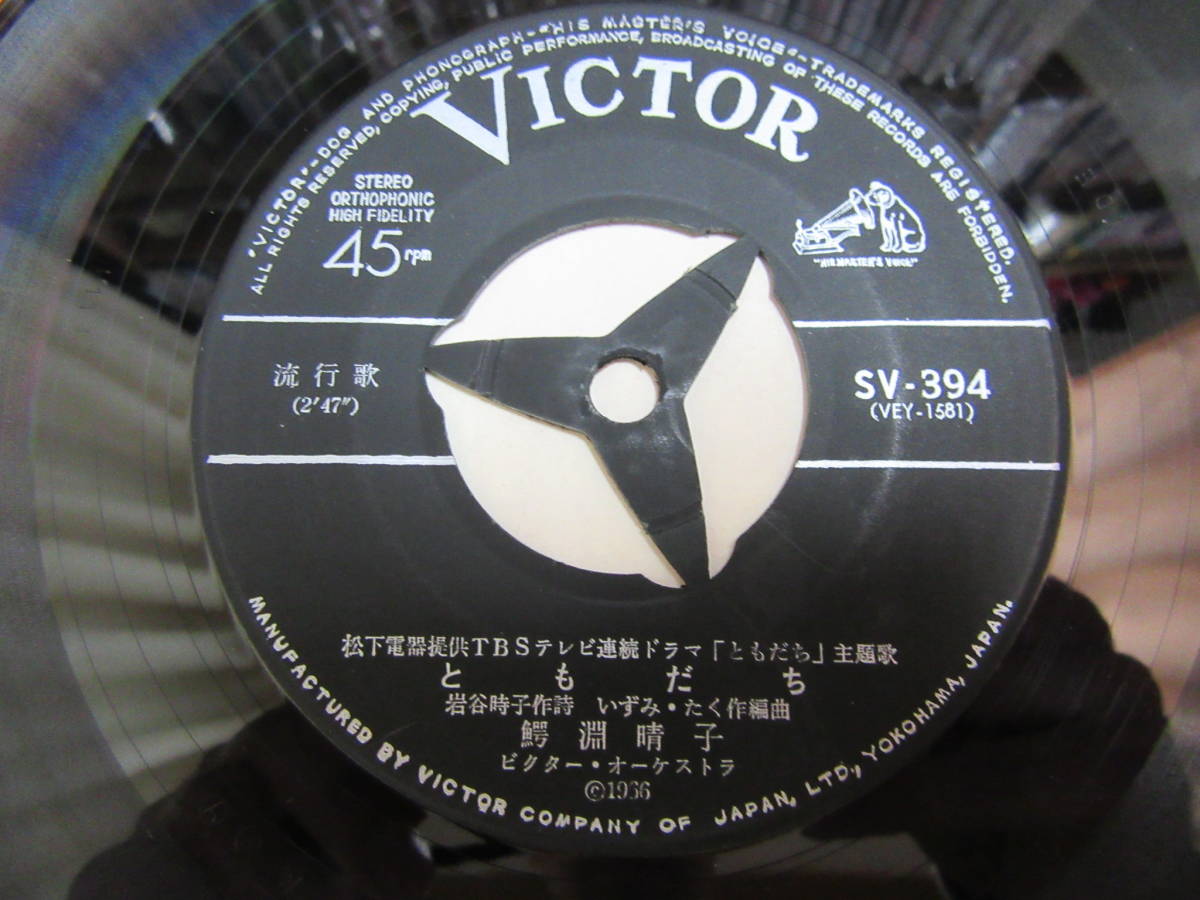 "VICTOR"-DOG AND PHONOGRAPH-"HIS MASTER'S VOICE"-TRADEMARKS REGISTERED.
ALL RIGHTS RESERVED, COPYING, PUBLIC PERFORMANCE, BROADCASTING OF THESE RECORDS ARE FORBIDDEN.
VICTOR
STEREO
ORTHOPHONIC
HIGH FIDELITY
45rpm
"HIS MASTER'S VOICE"
流行歌
(2'47")
SV-394
(VEY-1581)
松下電器提供TBSテレビ連続ドラマ「ともだち」主題歌
ともだち
岩谷時子作詩 いずみ・たく作編曲
鰐淵晴子
ビクター・オーケストラ
©1966
MANUFACTURED BY VICTOR COMPANY OF JAPAN, LTD., YOKOHAMA, JAPAN.